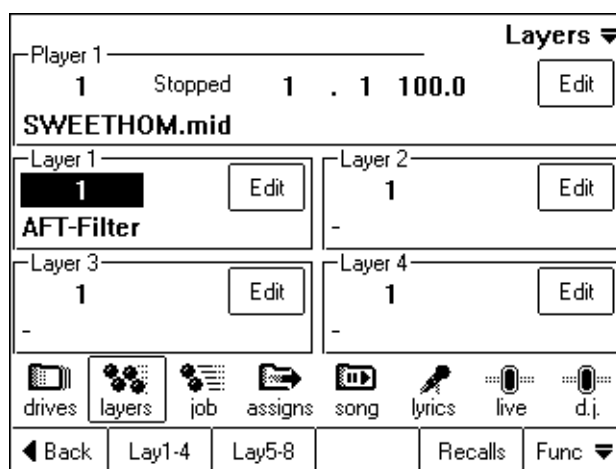 Layers
Player 1
1 Stopped 1 . 1 100.0 Edit
SWEETHOM.mid
Layer 1
1 Edit
AFT-Filter
Layer 2
1 Edit
-
Layer 3
1 Edit
-
Layer 4
1 Edit
-
drives layers job assigns song lyrics live d.j.
Back Lay1-4 Lay5-8 Recalls Func